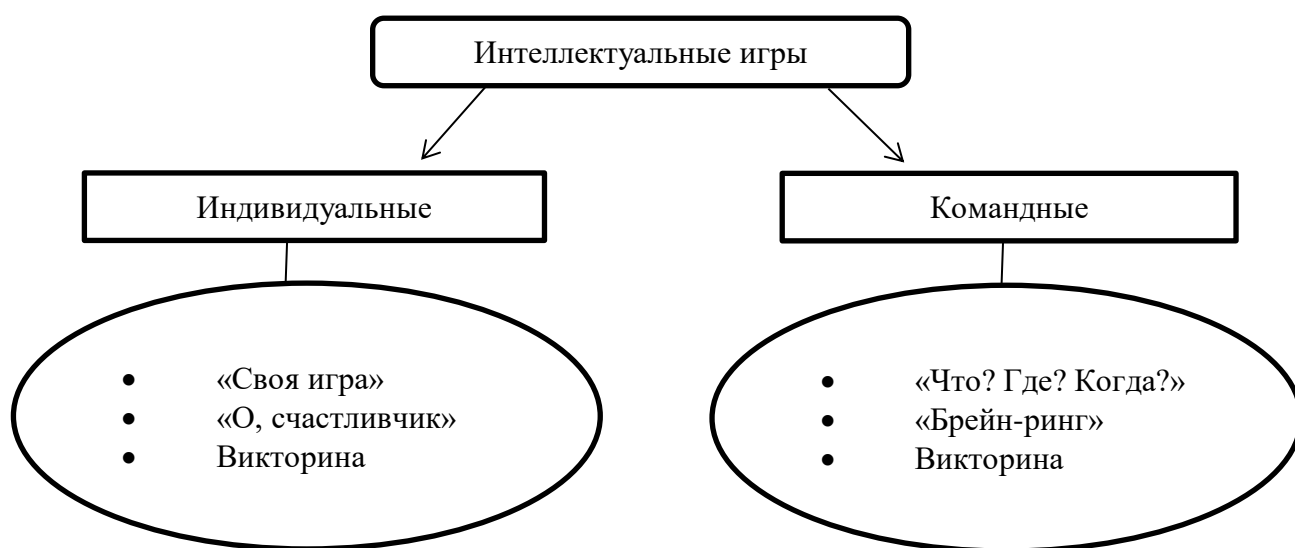 Интеллектуальные игры
Индивидуальные
Командные
• «Своя игра»
• «О, счастливчик»
• Викторина
• «Что? Где? Когда?»
• «Брейн-ринг»
• Викторина